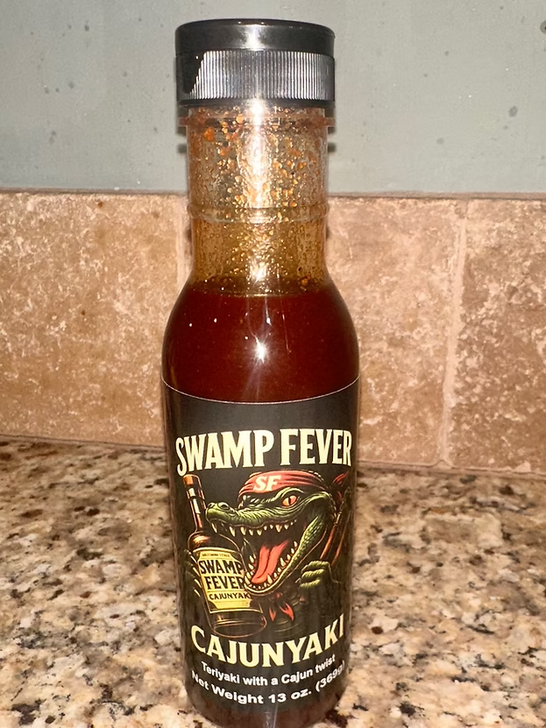 SWAMP FEVER
SF
SWAMP
FEVER
CAJUNYAKI
CAJUNYAKI
Teriyaki with a Cajun twist
Net Weight 13 oz. (369g)